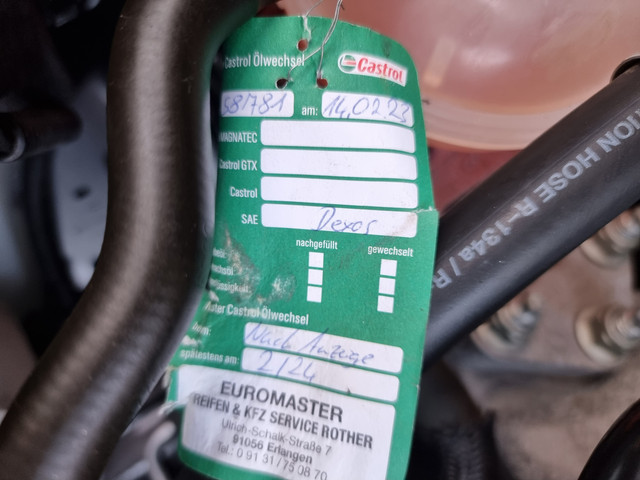 Castrol Ölwechsel
Castrol
58781 am: 14.02.23
MAGNATEC
Castrol GTX
Castrol
SAE Dexos
nachgefüllt gewechselt
Castrol Ölwechsel
Nach Anzeige
spätestens am: 2/24
EUROMASTER
REIFEN & KFZ SERVICE ROTHER
Ulrich-Schalk-Straße 7
91056 Erlangen
Tel.: 0 91 31 / 75 08 70
HOSE R-134a / R